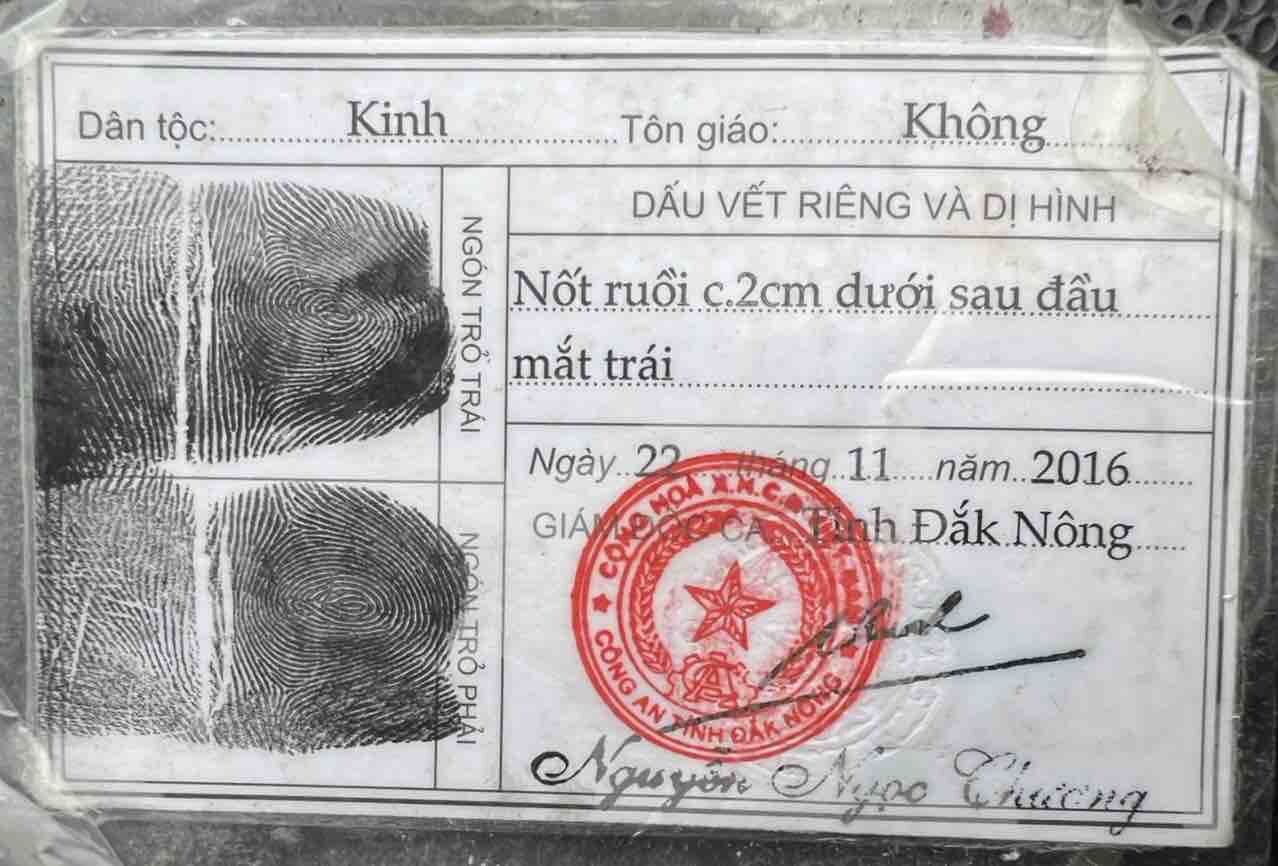 Dân tộc: Kinh Tôn giáo: Không
NGÓN TRỎ TRÁI
NGÓN TRỎ PHẢI
DẤU VẾT RIÊNG VÀ DỊ HÌNH
Nốt ruồi c.2cm dưới sau đầu
mắt trái
Ngày 22 tháng 11 năm 2016
GIÁM ĐỐC CA. Tỉnh Đắk Nông
CỘNG HOÀ X.H.C.N
CÔNG AN TỈNH ĐẮK NÔNG
Nguyễn Ngọc Chương